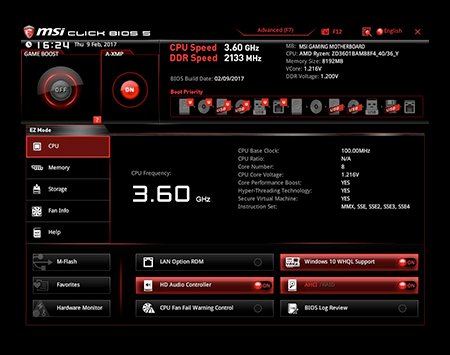 msi CLICK BIOS 5
Advanced (F7)
F12
English
16:24 Thu 9 Feb, 2017
GAME BOOST
A-XMP
OFF
ON
CPU Speed 3.60 GHz
DDR Speed 2133 MHz
BIOS Build Date: 02/09/2017
MB: MSI GAMING MOTHERBOARD
CPU: AMD Ryzen: ZD3601BAM88F4_40/36_Y
Memory Size: 8192MB
VCore: 1.216V
DDR Voltage: 1.200V
Boot Priority
USB
USB
USB
?
EZ Mode
CPU
Memory
Storage
Fan Info
Help
CPU Frequency:
3.60 GHz
CPU Base Clock: 100.00MHz
CPU Ratio: N/A
Core Number: 8
CPU Core Voltage: 1.216V
Core Performance Boost: YES
Hyper-Threading Technology: YES
Secure Virtual Machine: YES
Instruction Set: MMX, SSE, SSE2, SSE3, SSE4
M-Flash
Favorites
Hardware Monitor
LAN Option ROM
Windows 10 WHQL Support ON
HD Audio Controller ON
AHCI / RAID ON
CPU Fan Fail Warning Control
BIOS Log Review